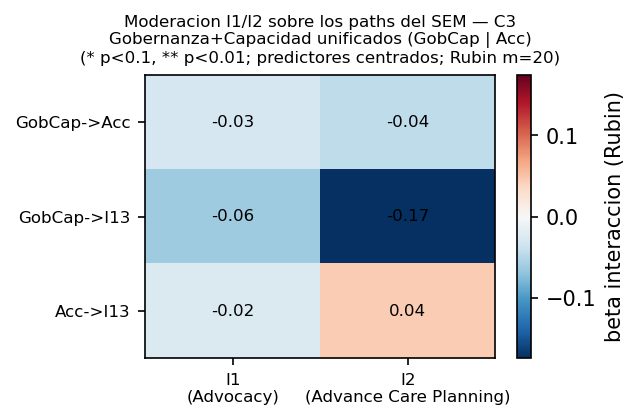 Moderacion I1/I2 sobre los paths del SEM — C3
Gobernanza+Capacidad unificados (GobCap | Acc)
(* p<0.1, ** p<0.01; predictores centrados; Rubin m=20)
GobCap->Acc
-0.03
-0.04
GobCap->I13
-0.06
-0.17
Acc->I13
-0.02
0.04
I1
(Advocacy)
I2
(Advance Care Planning)
0.1
0.0
−0.1
beta interaccion (Rubin)